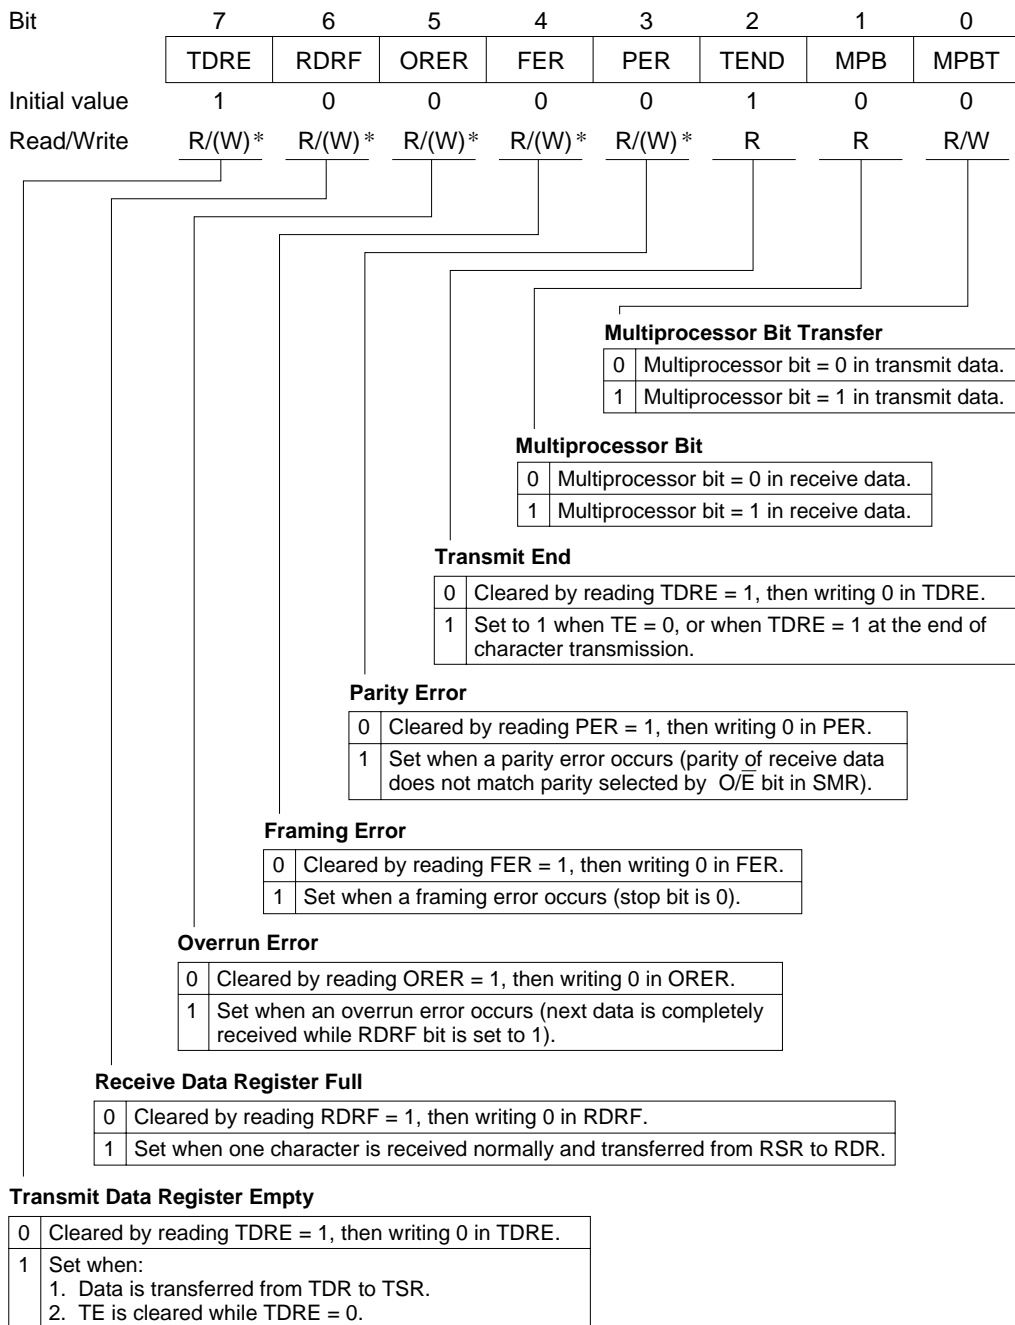 Bit 7 6 5 4 3 2 1 0
TDRE RDRF ORER FER PER TEND MPB MPBT
Initial value 1 0 0 0 0 1 0 0
Read/Write R/(W)* R/(W)* R/(W)* R/(W)* R/(W)* R R R/W
Multiprocessor Bit Transfer
0 Multiprocessor bit = 0 in transmit data.
1 Multiprocessor bit = 1 in transmit data.
Multiprocessor Bit
0 Multiprocessor bit = 0 in receive data.
1 Multiprocessor bit = 1 in receive data.
Transmit End
0 Cleared by reading TDRE = 1, then writing 0 in TDRE.
1 Set to 1 when TE = 0, or when TDRE = 1 at the end of
character transmission.
Parity Error
0 Cleared by reading PER = 1, then writing 0 in PER.
1 Set when a parity error occurs (parity of receive data
does not match parity selected by O/E̅ bit in SMR).
Framing Error
0 Cleared by reading FER = 1, then writing 0 in FER.
1 Set when a framing error occurs (stop bit is 0).
Overrun Error
0 Cleared by reading ORER = 1, then writing 0 in ORER.
1 Set when an overrun error occurs (next data is completely
received while RDRF bit is set to 1).
Receive Data Register Full
0 Cleared by reading RDRF = 1, then writing 0 in RDRF.
1 Set when one character is received normally and transferred from RSR to RDR.
Transmit Data Register Empty
0 Cleared by reading TDRE = 1, then writing 0 in TDRE.
1 Set when:
1. Data is transferred from TDR to TSR.
2. TE is cleared while TDRE = 0.